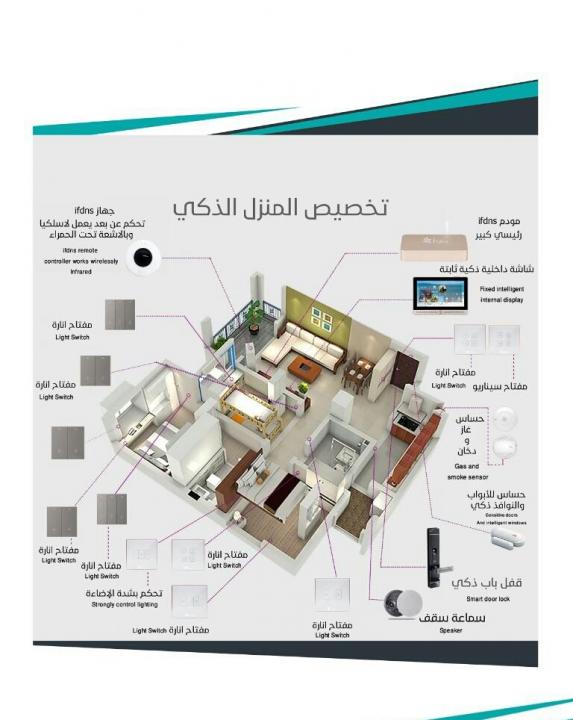 تخصيص المنزل الذكي
جهاز ifdns
تحكم عن بعد يعمل لاسلكيا
وبالاشعة تحت الحمراء
ifdns remote
controller works wirelessly
Infrared
مودم ifdns
رئيسي كبير
شاشة داخلية ذكية ثابتة
Fixed intelligent
internal display
مفتاح انارة
Light Switch
مفتاح انارة
Light Switch
مفتاح سيناريو
مفتاح انارة
Light Switch
حساس
غاز
و
دخان
Gas and
smoke sensor
حساس للأبواب
والنوافذ ذكي
Sensitive doors
And intelligent windows
مفتاح انارة
Light Switch
مفتاح انارة
Light Switch
مفتاح انارة
Light Switch
تحكم بشدة الإضاءة
Strongly control lighting
قفل باب ذكي
Smart door lock
سماعة سقف
Speaker
مفتاح انارة
Light Switch
Light Switch مفتاح انارة